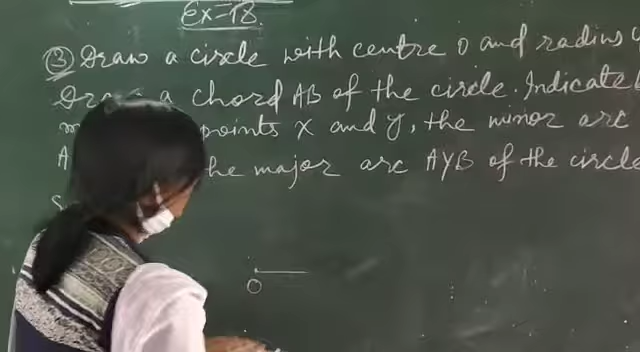 Ex-18.
③ Draw a circle with centre O and radius
a chord AB of the circle. Indicate
points X and Y, the minor arc
the major arc AYB of the circle
S
O